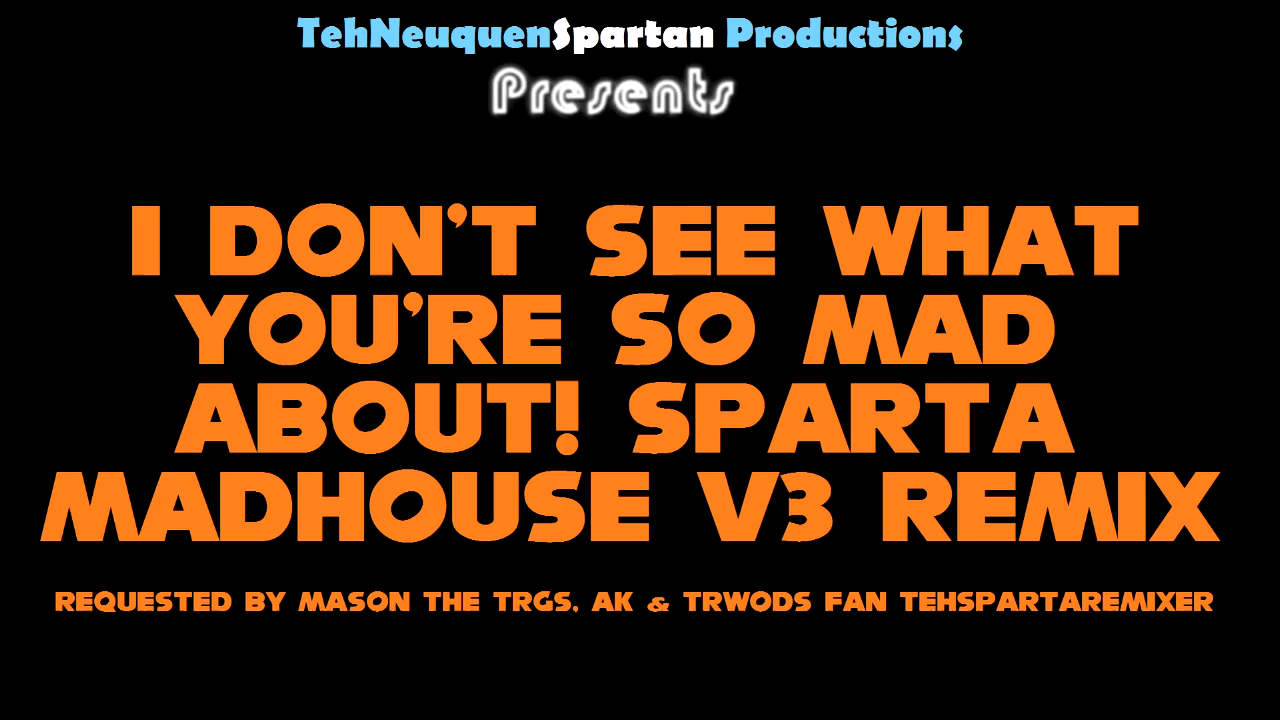 TehNeuquenSpartan Productions
Presents
I DON'T SEE WHAT
YOU'RE SO MAD
ABOUT! SPARTA
MADHOUSE V3 REMIX
REQUESTED BY MASON THE TRGS, AK & TRWODS FAN TEHSPARTAREMIXER